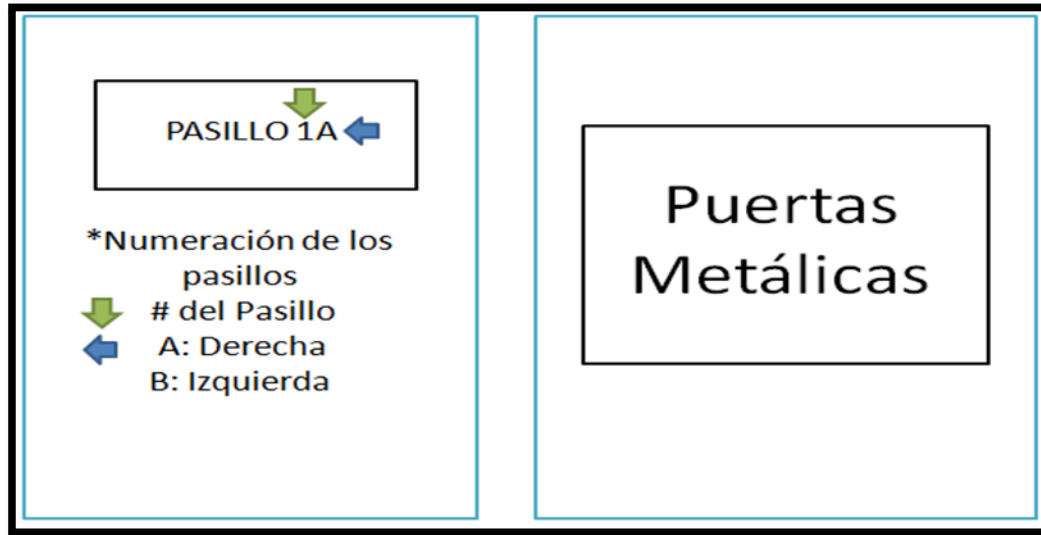 PASILLO 1A
*Numeración de los
pasillos
# del Pasillo
A: Derecha
B: Izquierda
Puertas
Metálicas